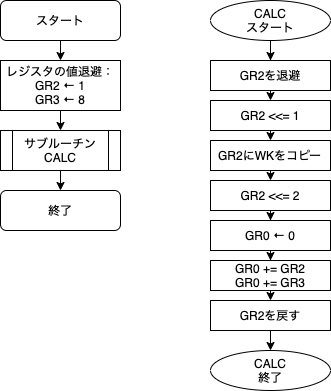 スタート
レジスタの値退避：
GR2 ← 1
GR3 ← 8
サブルーチン
CALC
終了
CALC
スタート
GR2を退避
GR2 <<= 1
GR2にWKをコピー
GR2 <<= 2
GR0 ← 0
GR0 += GR2
GR0 += GR3
GR2を戻す
CALC
終了